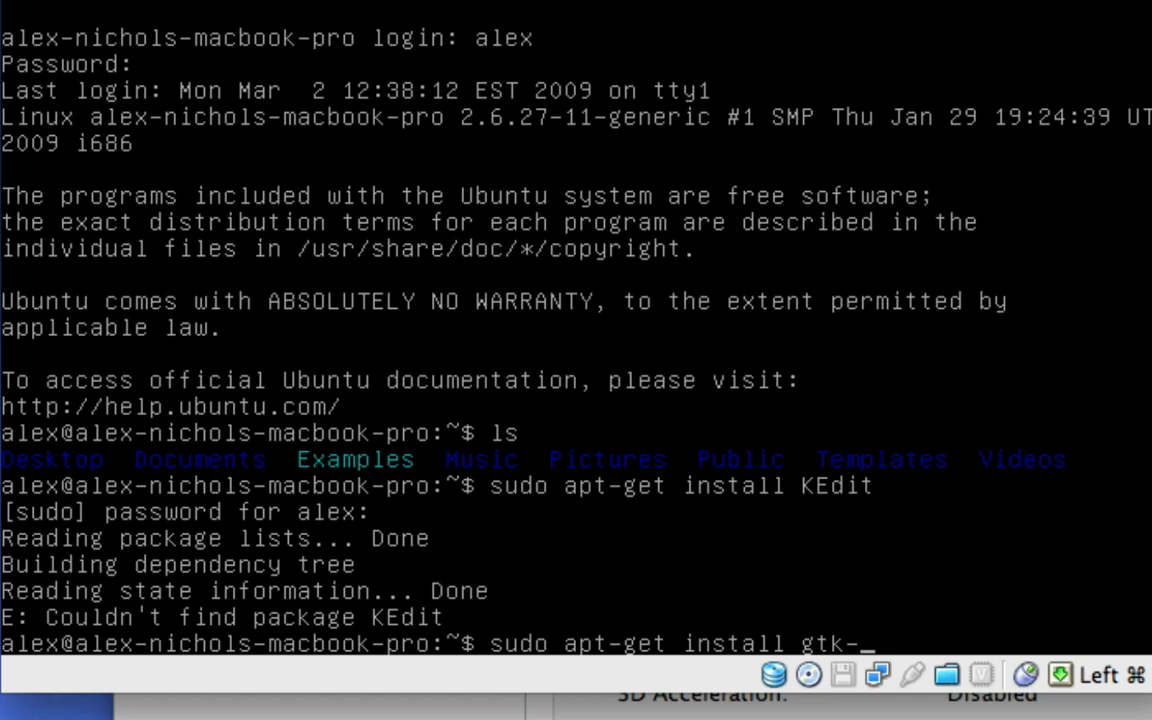 alex-nichols-macbook-pro login: alex
Password:
Last login: Mon Mar  2 12:38:12 EST 2009 on tty1
Linux alex-nichols-macbook-pro 2.6.27-11-generic #1 SMP Thu Jan 29 19:24:39 UT
2009 i686
The programs included with the Ubuntu system are free software;
the exact distribution terms for each program are described in the
individual files in /usr/share/doc/*/copyright.
Ubuntu comes with ABSOLUTELY NO WARRANTY, to the extent permitted by
applicable law.
To access official Ubuntu documentation, please visit:
http://help.ubuntu.com/
alex@alex-nichols-macbook-pro:~$ ls
Desktop  Documents  Examples  Music  Pictures  Public  Templates  Videos
alex@alex-nichols-macbook-pro:~$ sudo apt-get install KEdit
[sudo] password for alex:
Reading package lists... Done
Building dependency tree
Reading state information... Done
E: Couldn't find package KEdit
alex@alex-nichols-macbook-pro:~$ sudo apt-get install gtk-_
Left ⌘
3D Acceleration: Disabled